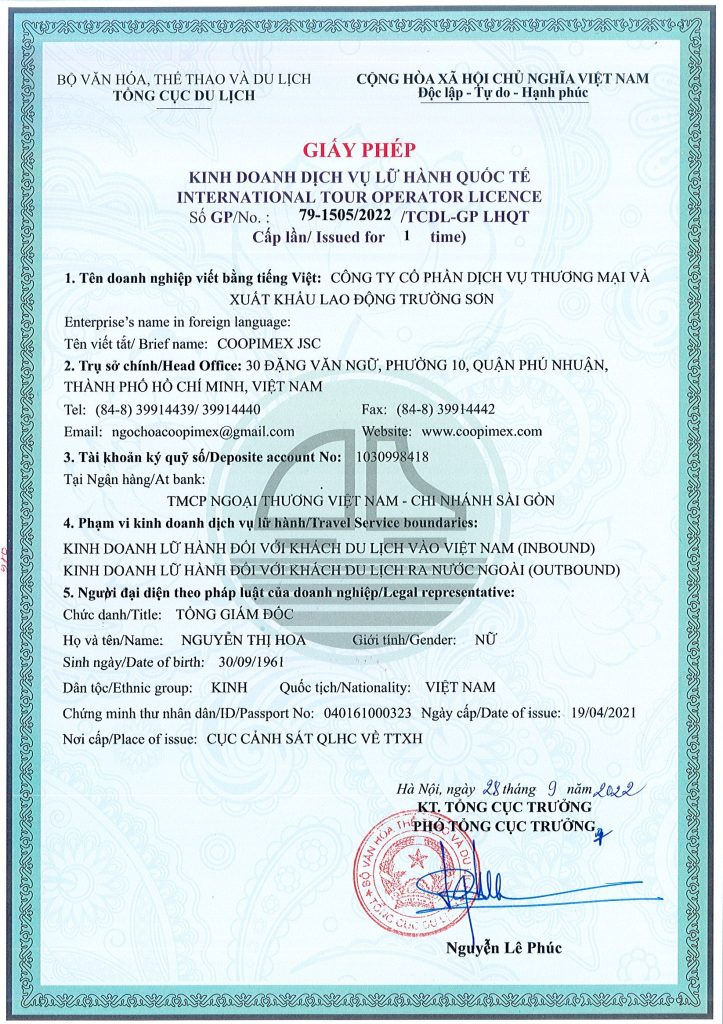 BỘ VĂN HÓA, THỂ THAO VÀ DU LỊCH
TỔNG CỤC DU LỊCH
CỘNG HÒA XÃ HỘI CHỦ NGHĨA VIỆT NAM
Độc lập - Tự do - Hạnh phúc
GIẤY PHÉP
KINH DOANH DỊCH VỤ LỮ HÀNH QUỐC TẾ
INTERNATIONAL TOUR OPERATOR LICENCE
Số GP/No. : 79-1505/2022 /TCDL-GP LHQT
Cấp lần/ Issued for 1 time)
1. Tên doanh nghiệp viết bằng tiếng Việt: CÔNG TY CỔ PHẦN DỊCH VỤ THƯƠNG MẠI VÀ
XUẤT KHẨU LAO ĐỘNG TRƯỜNG SƠN
Enterprise's name in foreign language:
Tên viết tắt/ Brief name: COOPIMEX JSC
2. Trụ sở chính/Head Office: 30 ĐẶNG VĂN NGỮ, PHƯỜNG 10, QUẬN PHÚ NHUẬN,
THÀNH PHỐ HỒ CHÍ MINH, VIỆT NAM
Tel: (84-8) 39914439/ 39914440 Fax: (84-8) 39914442
Email: ngochoacoopimex@gmail.com Website: www.coopimex.com
3. Tài khoản ký quỹ số/Deposite account No: 1030998418
Tại Ngân hàng/At bank:
TMCP NGOẠI THƯƠNG VIỆT NAM - CHI NHÁNH SÀI GÒN
4. Phạm vi kinh doanh dịch vụ lữ hành/Travel Service boundaries:
KINH DOANH LỮ HÀNH ĐỐI VỚI KHÁCH DU LỊCH VÀO VIỆT NAM (INBOUND)
KINH DOANH LỮ HÀNH ĐỐI VỚI KHÁCH DU LỊCH RA NƯỚC NGOÀI (OUTBOUND)
5. Người đại diện theo pháp luật của doanh nghiệp/Legal representative:
Chức danh/Title: TỔNG GIÁM ĐỐC
Họ và tên/Name: NGUYỄN THỊ HOA Giới tính/Gender: NỮ
Sinh ngày/Date of birth: 30/09/1961
Dân tộc/Ethnic group: KINH Quốc tịch/Nationality: VIỆT NAM
Chứng minh thư nhân dân/ID/Passport No: 040161000323 Ngày cấp/Date of issue: 19/04/2021
Nơi cấp/Place of issue: CỤC CẢNH SÁT QLHC VỀ TTXH
Hà Nội, ngày 28 tháng 9 năm 2022
KT. TỔNG CỤC TRƯỞNG
PHÓ TỔNG CỤC TRƯỞNG
BỘ VĂN HÓA THỂ THAO VÀ DU LỊCH
TỔNG CỤC DU LỊCH
Nguyễn Lê Phúc